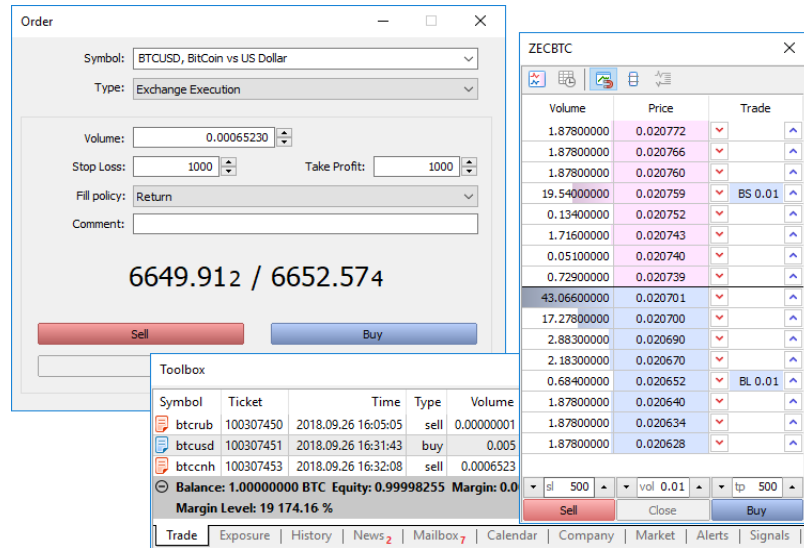 Order
Symbol: BTCUSD, BitCoin vs US Dollar
Type: Exchange Execution
Volume: 0.00065230
Stop Loss: 1000 Take Profit: 1000
Fill policy: Return
Comment:
6649.912 / 6652.574
Sell Buy
ZECBTC
Volume Price Trade
1.87800000 0.020772
1.87800000 0.020766
1.87800000 0.020760
19.54000000 0.020759 BS 0.01
0.13400000 0.020752
1.71600000 0.020743
0.05100000 0.020740
0.72900000 0.020739
43.06600000 0.020701
17.27800000 0.020700
2.88300000 0.020690
2.18300000 0.020670
0.68400000 0.020652 BL 0.01
1.87800000 0.020640
1.87800000 0.020634
1.87800000 0.020628
sl 500 vol 0.01 tp 500
Sell Close Buy
Toolbox
Symbol Ticket Time Type Volume
btcrub 100307450 2018.09.26 16:05:05 sell 0.00000001
btcusd 100307451 2018.09.26 16:31:43 buy 0.005
btccnh 100307453 2018.09.26 16:32:08 sell 0.0006523
Balance: 1.00000000 BTC Equity: 0.99998255 Margin: 0.0
Margin Level: 19 174.16 %
Trade | Exposure | History | News 2 | Mailbox 7 | Calendar | Company | Market | Alerts | Signals |